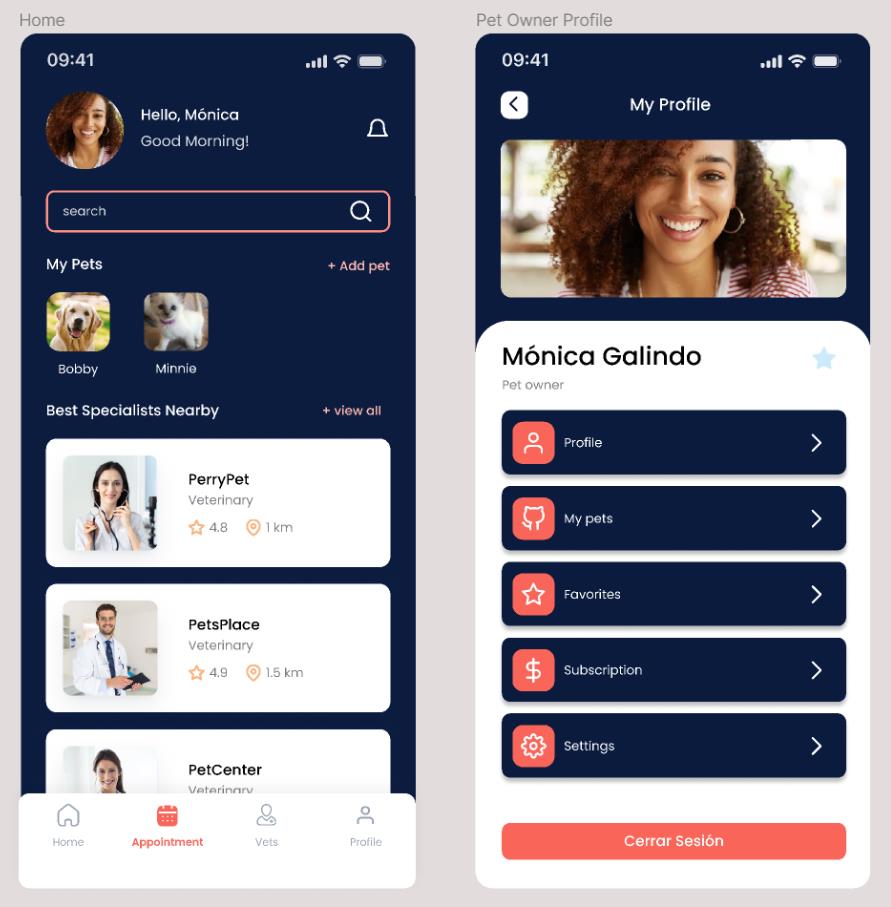 Home
09:41
Hello, Mónica
Good Morning!
search
My Pets
+ Add pet
Bobby
Minnie
Best Specialists Nearby
+ view all
PerryPet
Veterinary
4.8
1 km
PetsPlace
Veterinary
4.9
1.5 km
PetCenter
Veterinary
Home
Appointment
Vets
Profile
Pet Owner Profile
09:41
My Profile
Mónica Galindo
Pet owner
Profile
My pets
Favorites
Subscription
Settings
Cerrar Sesión